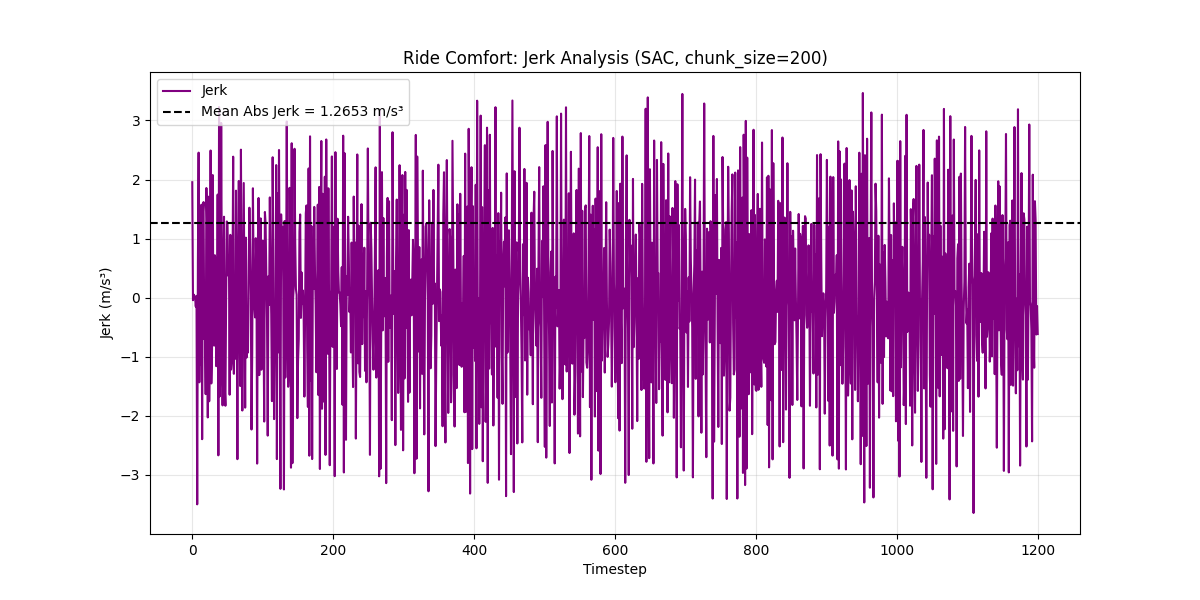 Ride Comfort: Jerk Analysis (SAC, chunk_size=200)
Jerk
Mean Abs Jerk = 1.2653 m/s³
Jerk (m/s³)
3
2
1
0
−1
−2
−3
0 200 400 600 800 1000 1200
Timestep